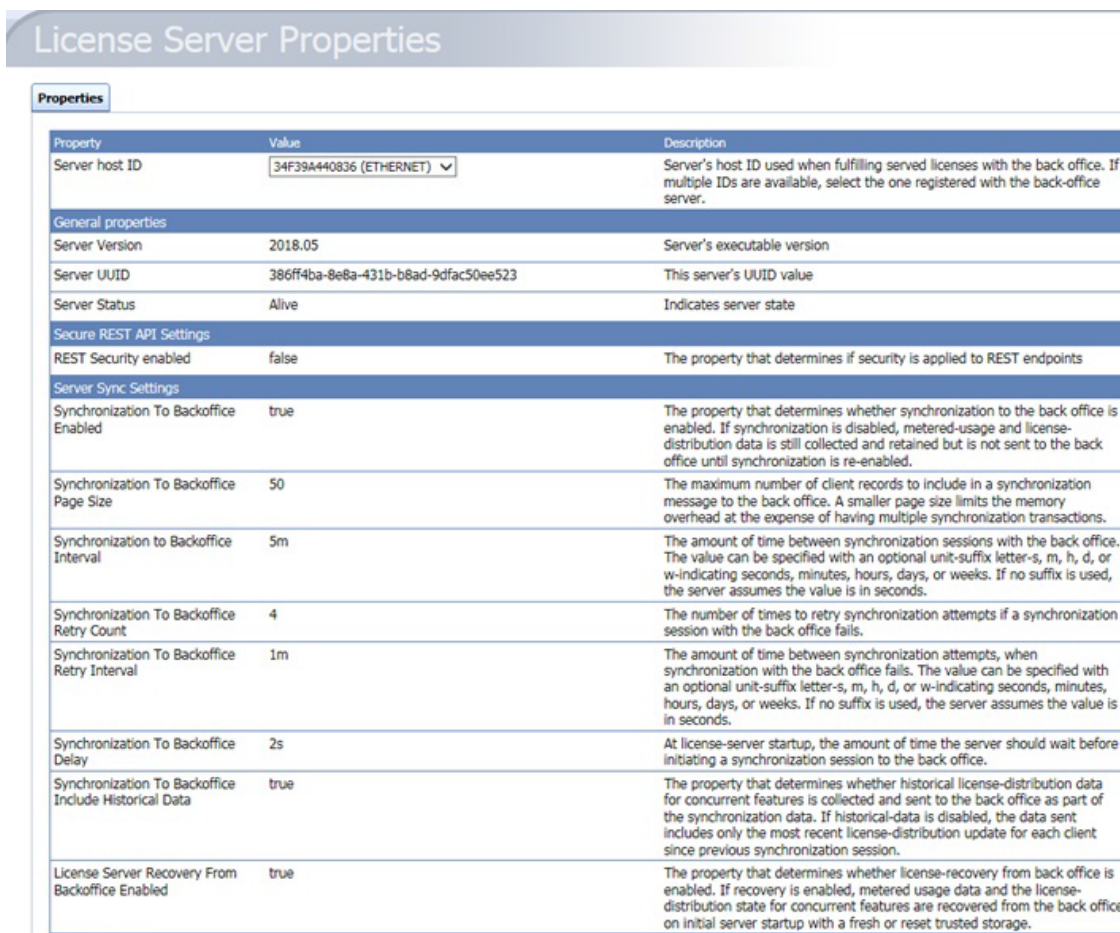 License Server Properties
Properties
Property Value Description
Server host ID 34F39A440836 (ETHERNET) Server's host ID used when fulfilling served licenses with the back office. If
multiple IDs are available, select the one registered with the back-office
server.
General properties
Server Version 2018.05 Server's executable version
Server UUID 386ff4ba-8e8a-431b-b8ad-9dfac50ee523 This server's UUID value
Server Status Alive Indicates server state
Secure REST API Settings
REST Security enabled false The property that determines if security is applied to REST endpoints
Server Sync Settings
Synchronization To Backoffice true The property that determines whether synchronization to the back office is
Enabled enabled. If synchronization is disabled, metered-usage and license-
distribution data is still collected and retained but is not sent to the back
office until synchronization is re-enabled.
Synchronization To Backoffice 50 The maximum number of client records to include in a synchronization
Page Size message to the back office. A smaller page size limits the memory
overhead at the expense of having multiple synchronization transactions.
Synchronization to Backoffice 5m The amount of time between synchronization sessions with the back office.
Interval The value can be specified with an optional unit-suffix letter-s, m, h, d, or
w-indicating seconds, minutes, hours, days, or weeks. If no suffix is used,
the server assumes the value is in seconds.
Synchronization To Backoffice 4 The number of times to retry synchronization attempts if a synchronization
Retry Count session with the back office fails.
Synchronization To Backoffice 1m The amount of time between synchronization attempts, when
Retry Interval synchronization with the back office fails. The value can be specified with
an optional unit-suffix letter-s, m, h, d, or w-indicating seconds, minutes,
hours, days, or weeks. If no suffix is used, the server assumes the value is
in seconds.
Synchronization To Backoffice 2s At license-server startup, the amount of time the server should wait before
Delay initiating a synchronization session to the back office.
Synchronization To Backoffice true The property that determines whether historical license-distribution data
Include Historical Data for concurrent features is collected and sent to the back office as part of
the synchronization data. If historical-data is disabled, the data sent
includes only the most recent license-distribution update for each client
since previous synchronization session.
License Server Recovery From true The property that determines whether license-recovery from back office is
Backoffice Enabled enabled. If recovery is enabled, metered usage data and the license-
distribution state for concurrent features are recovered from the back office
on initial server startup with a fresh or reset trusted storage.